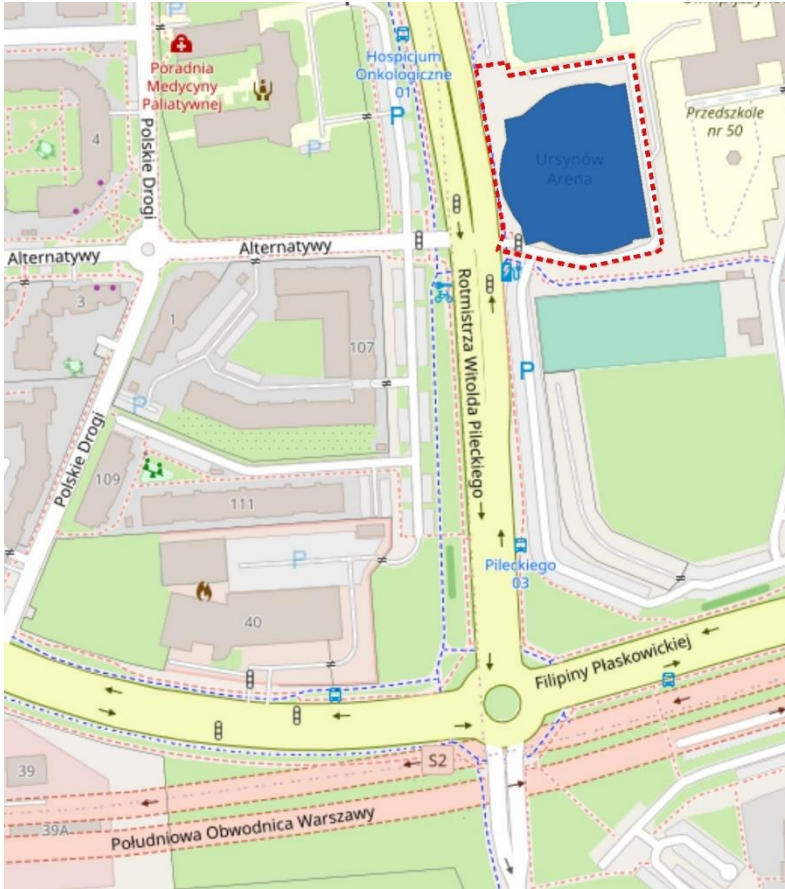 P
Hospicjum
Onkologiczne
01
P
Poradnia
Medycyny
Paliatywnej
P
4
Polskie Drogi
Przedszkole
nr 50
Ursynów
Arena
Alternatywy
Alternatywy
3
1
107
P
P
Rotmistrza Witolda Pileckiego
Polskie Drogi
109
111
P
Pileckiego
03
40
Filipiny Płaskowickiej
S2
39
39A
Południowa Obwodnica Warszawy